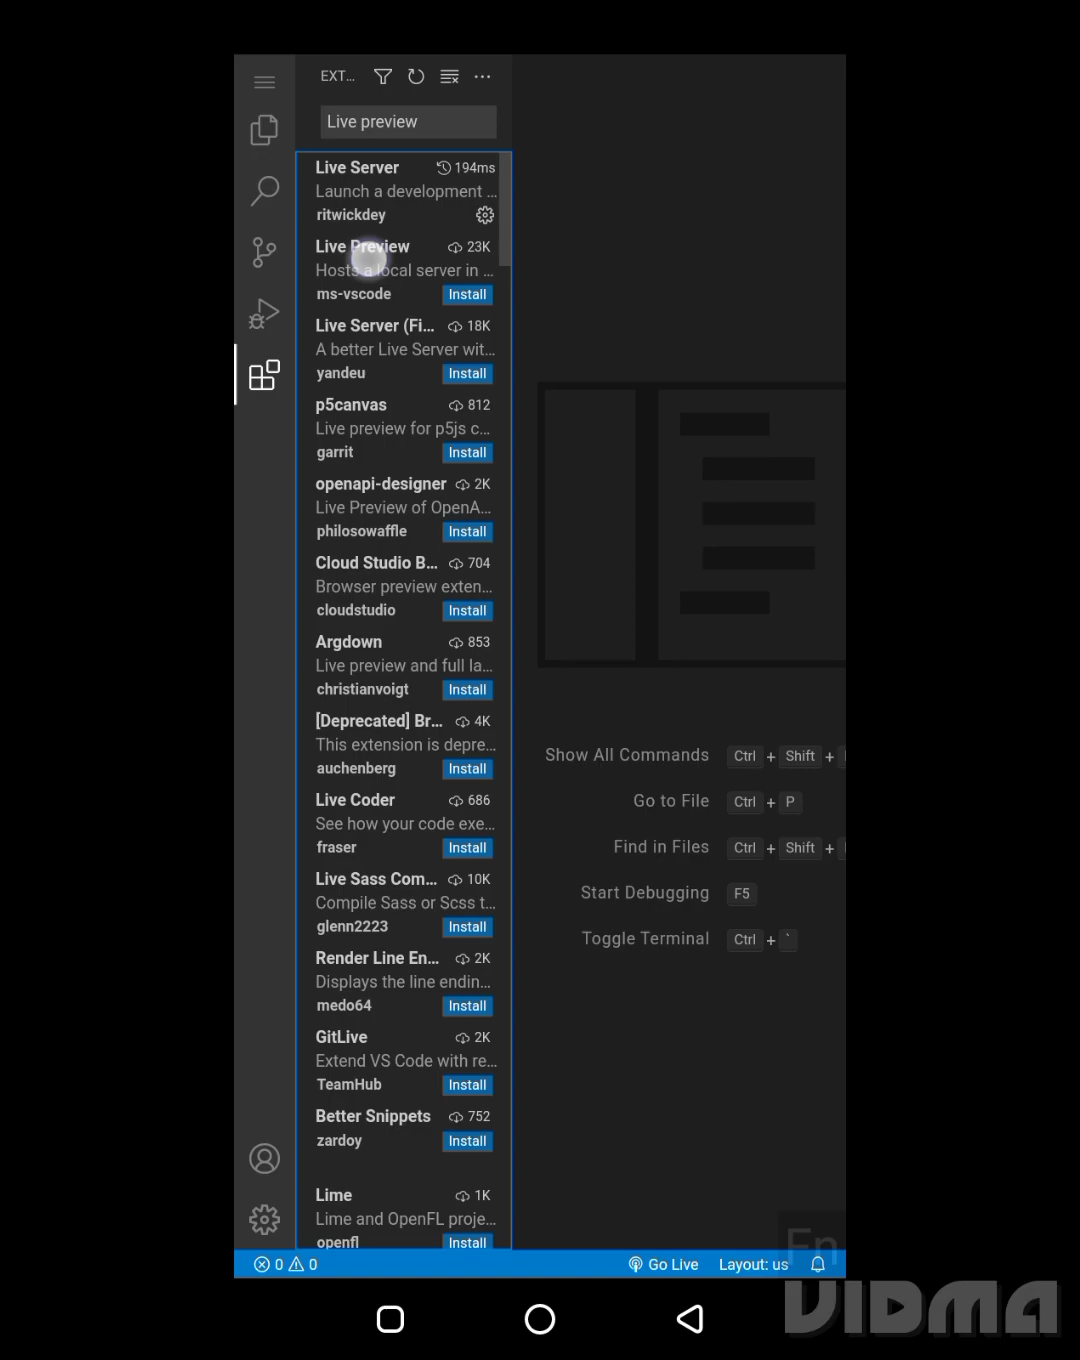 EXT...
Live preview
Live Server 194ms
Launch a development ...
ritwickdey
Live Preview 23K
Hosts a local server in ...
ms-vscode Install
Live Server (Fi... 18K
A better Live Server wit...
yandeu Install
p5canvas 812
Live preview for p5js c...
garrit Install
openapi-designer 2K
Live Preview of OpenA...
philosowaffle Install
Cloud Studio B... 704
Browser preview exten...
cloudstudio Install
Argdown 853
Live preview and full la...
christianvoigt Install
[Deprecated] Br... 4K
This extension is depre...
auchenberg Install
Live Coder 686
See how your code exe...
fraser Install
Live Sass Com... 10K
Compile Sass or Scss t...
glenn2223 Install
Render Line En... 2K
Displays the line endin...
medo64 Install
GitLive 2K
Extend VS Code with re...
TeamHub Install
Better Snippets 752
zardoy Install
Lime 1K
Lime and OpenFL proje...
openfl Install
Show All Commands Ctrl + Shift +
Go to File Ctrl + P
Find in Files Ctrl + Shift +
Start Debugging F5
Toggle Terminal Ctrl + `
Fn
0 0 Go Live Layout: us
VIDMA